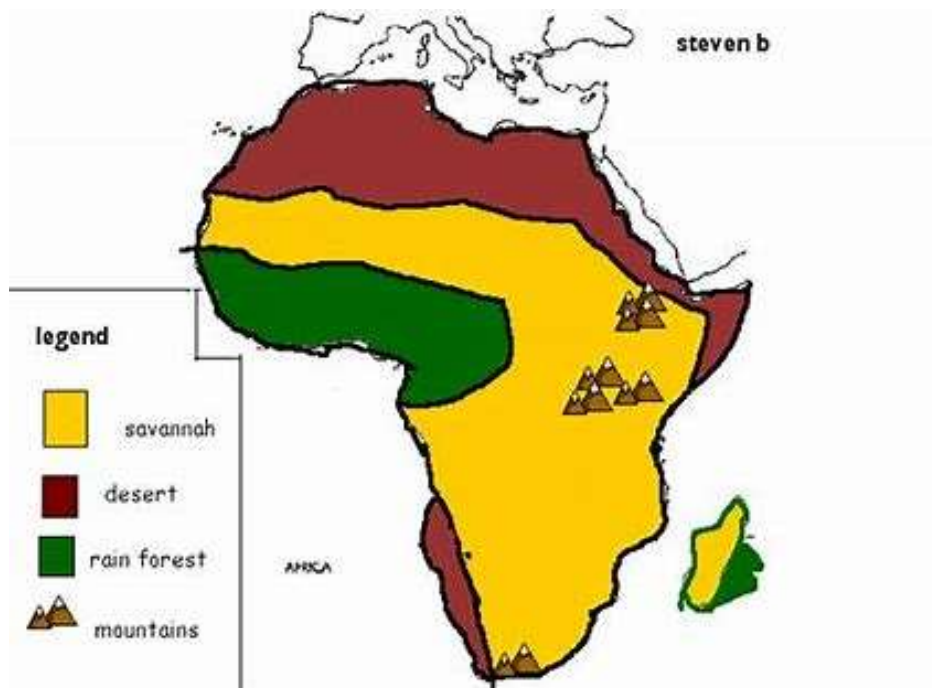 steven b
legend
savannah
desert
rain forest
mountains
AFRICA